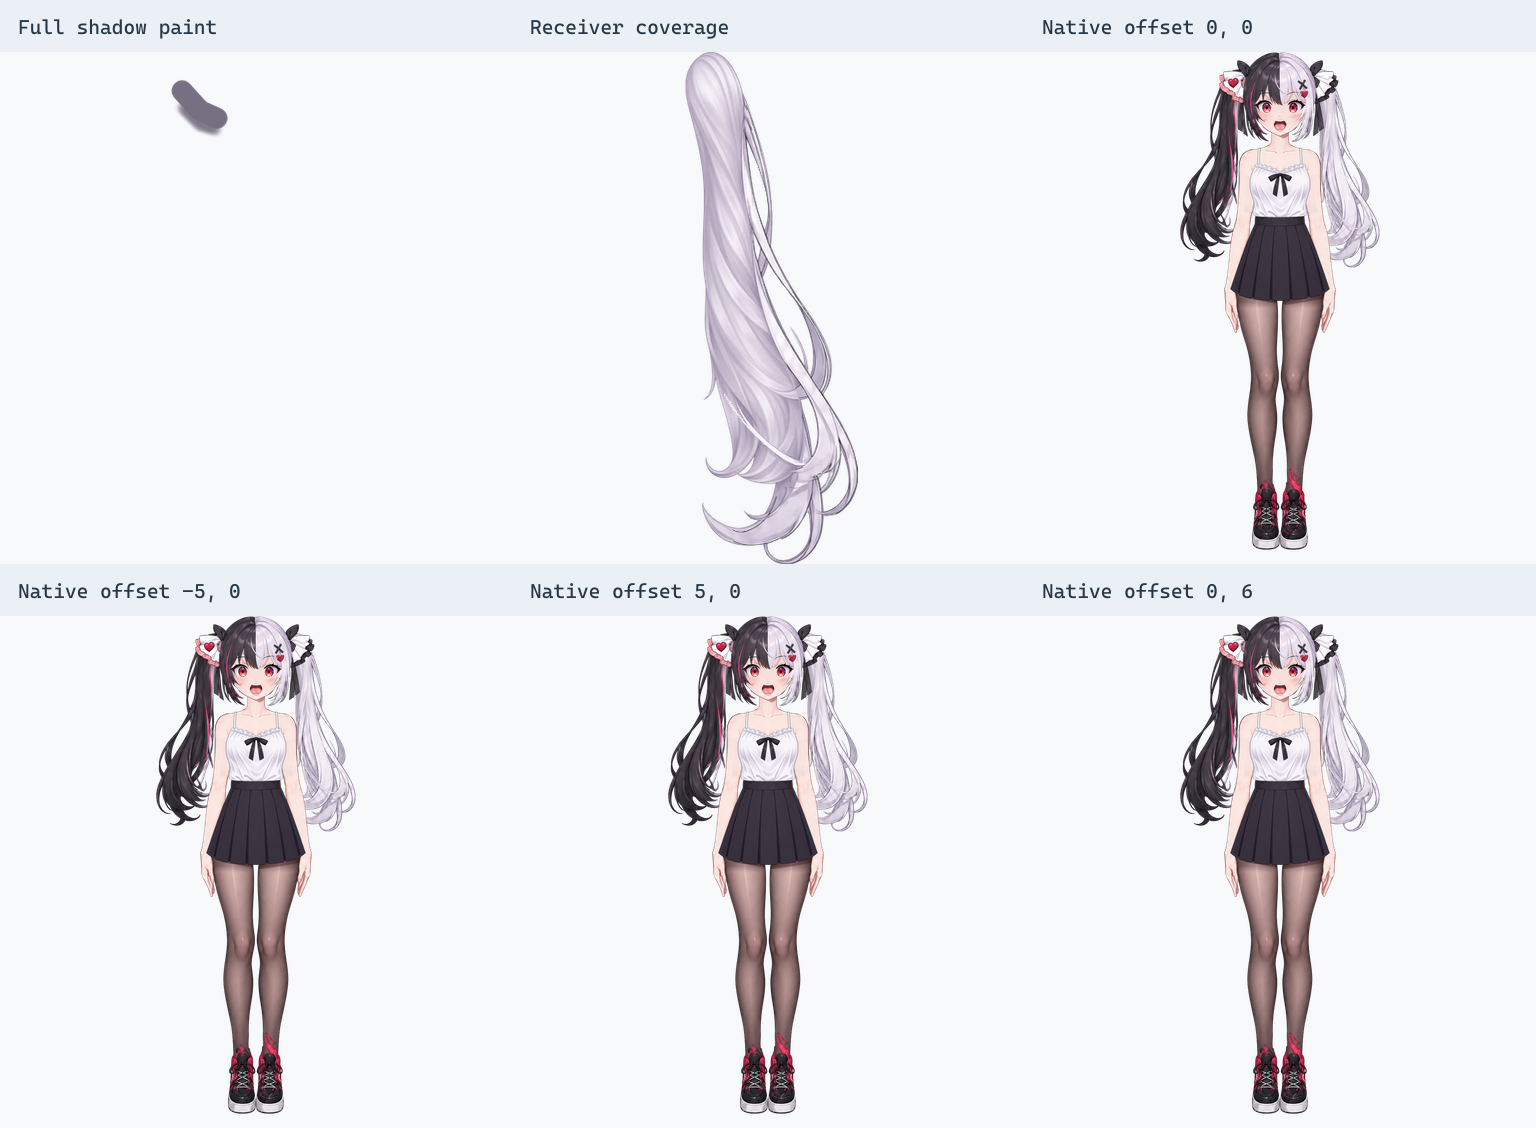 Full shadow paint
Receiver coverage
Native offset 0, 0
Native offset −5, 0
Native offset 5, 0
Native offset 0, 6